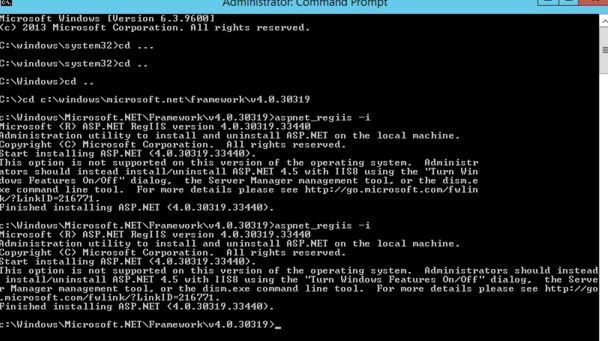 Administrator: Command Prompt
Microsoft Windows [Version 6.3.9600]
(c) 2013 Microsoft Corporation. All rights reserved.
C:\windows\system32>cd ...
C:\windows\system32>cd ..
C:\Windows>cd ..
C:\>cd c:\windows\microsoft.net\framework\v4.0.30319
c:\Windows\Microsoft.NET\Framework\v4.0.30319>aspnet_regiis -i
Microsoft (R) ASP.NET RegIIS version 4.0.30319.33440
Administration utility to install and uninstall ASP.NET on the local machine.
Copyright (C) Microsoft Corporation.  All rights reserved.
Start installing ASP.NET (4.0.30319.33440).
This option is not supported on this version of the operating system.  Administr
ators should instead install/uninstall ASP.NET 4.5 with IIS8 using the "Turn Win
dows Features On/Off" dialog,  the Server Manager management tool, or the dism.e
xe command line tool.  For more details please see http://go.microsoft.com/fwlin
k/?LinkID=216771.
Finished installing ASP.NET (4.0.30319.33440).
c:\Windows\Microsoft.NET\Framework\v4.0.30319>aspnet_regiis -i
Microsoft (R) ASP.NET RegIIS version 4.0.30319.33440
Administration utility to install and uninstall ASP.NET on the local machine.
Copyright (C) Microsoft Corporation.  All rights reserved.
Start installing ASP.NET (4.0.30319.33440).
This option is not supported on this version of the operating system.  Administrators should instead
install/uninstall ASP.NET 4.5 with IIS8 using the "Turn Windows Features On/Off" dialog,  the Serve
r Manager management tool, or the dism.exe command line tool.  For more details please see http://go
.microsoft.com/fwlink/?LinkID=216771.
Finished installing ASP.NET (4.0.30319.33440).
c:\Windows\Microsoft.NET\Framework\v4.0.30319>_